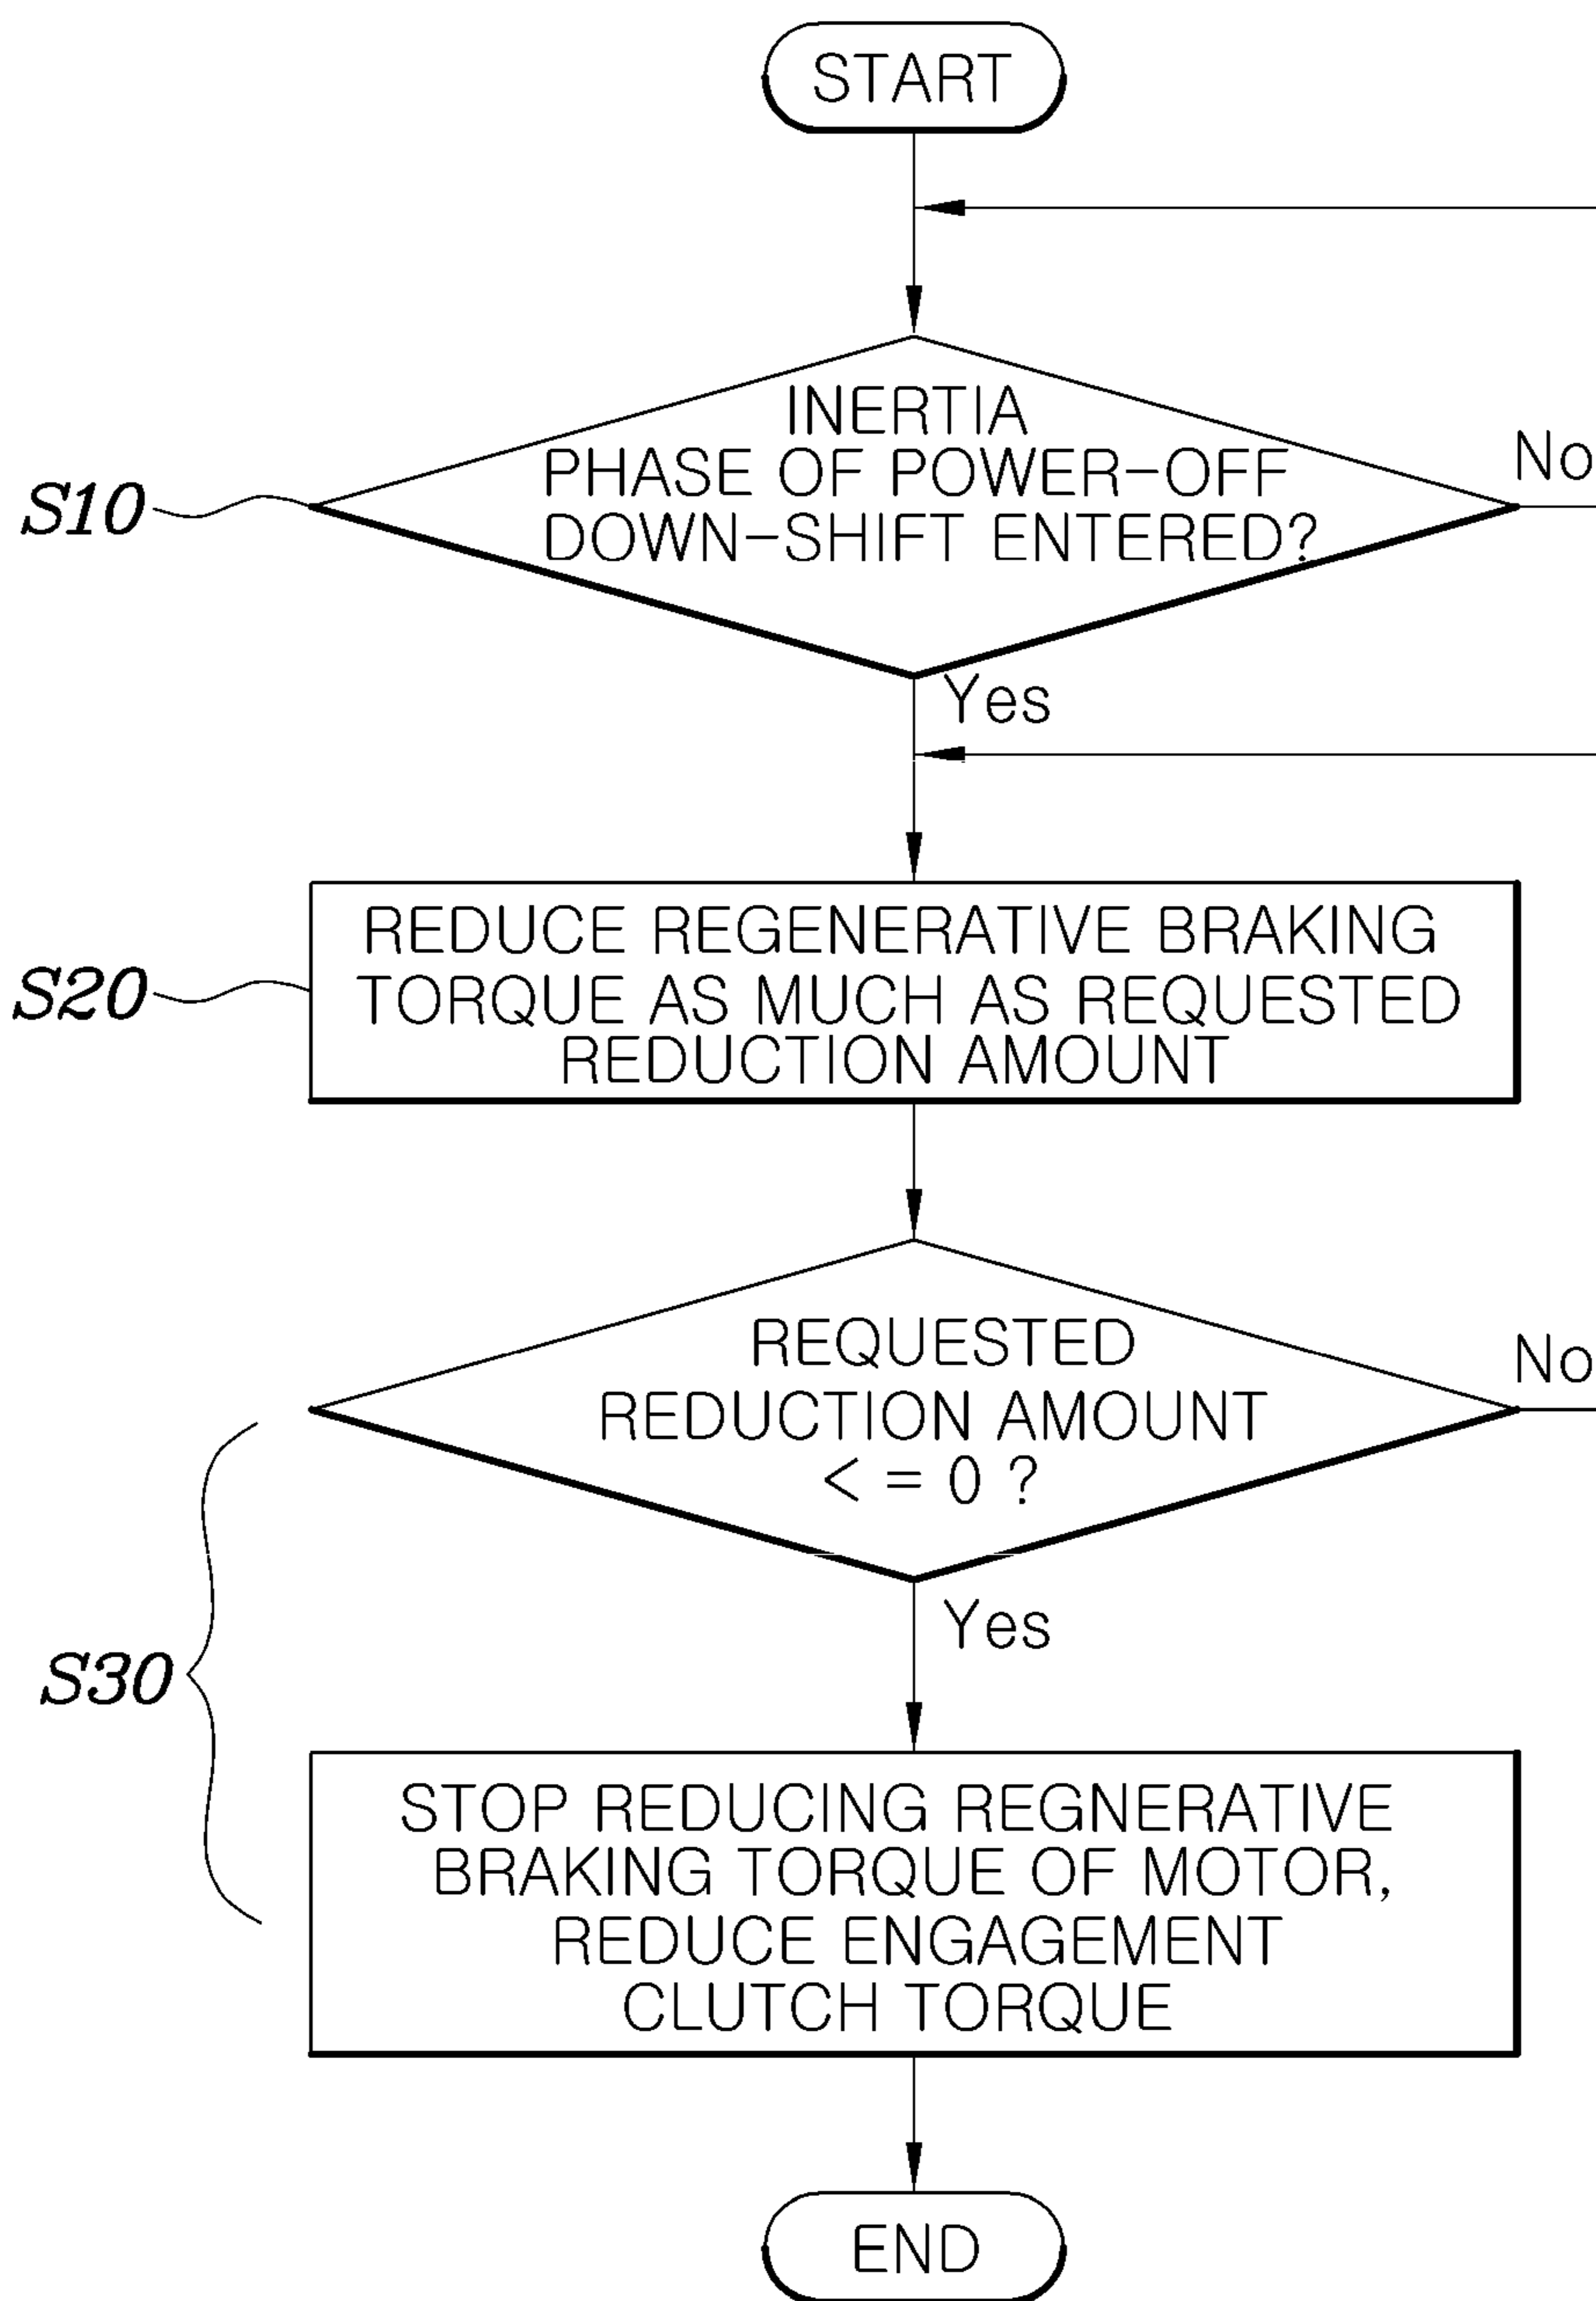 START
INERTIA
PHASE OF POWER-OFF
DOWN-SHIFT ENTERED?
No
S10
Yes
REDUCE REGENERATIVE BRAKING
TORQUE AS MUCH AS REQUESTED
REDUCTION AMOUNT
S20
REQUESTED
REDUCTION AMOUNT
< = 0 ?
No
Yes
S30
STOP REDUCING REGNERATIVE
BRAKING TORQUE OF MOTOR,
REDUCE ENGAGEMENT
CLUTCH TORQUE
END